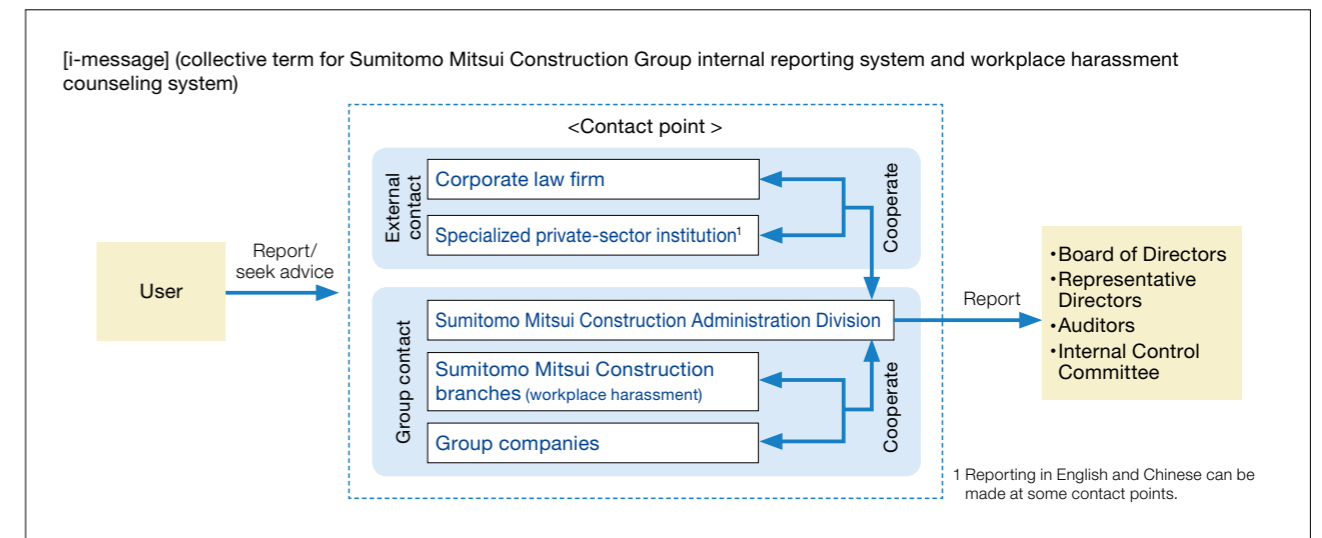 [i-message] (collective term for Sumitomo Mitsui Construction Group internal reporting system and workplace harassment
counseling system)
<Contact point >
External
contact
Corporate law firm
Specialized private-sector institution1
Cooperate
User
Report/
seek advice
Group contact
Sumitomo Mitsui Construction Administration Division
Sumitomo Mitsui Construction
branches (workplace harassment)
Group companies
Cooperate
Report
・Board of Directors
・Representative
Directors
・Auditors
・Internal Control
Committee
1 Reporting in English and Chinese can be
made at some contact points.